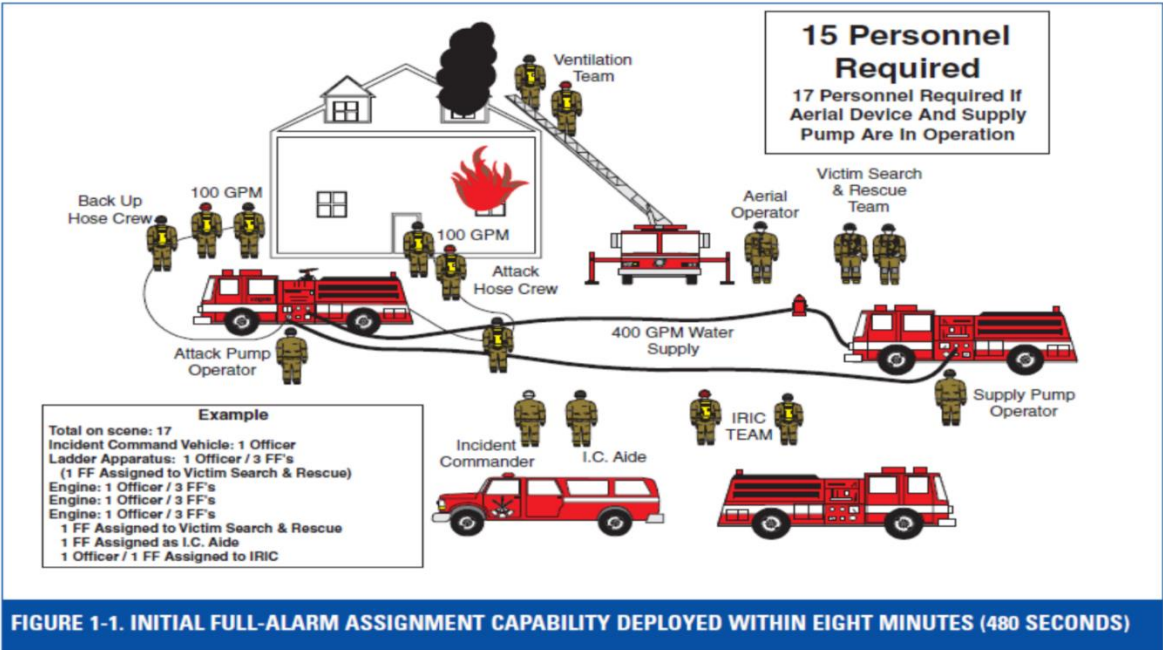 15 Personnel
Required
17 Personnel Required If
Aerial Device And Supply
Pump Are In Operation
Ventilation
Team
Victim Search
& Rescue
Team
Aerial
Operator
Back Up
Hose Crew
100 GPM
100 GPM
Attack
Hose Crew
400 GPM Water
Supply
Attack Pump
Operator
Supply Pump
Operator
Incident
Commander
I.C. Aide
IRIC
TEAM
Example
Total on scene: 17
Incident Command Vehicle: 1 Officer
Ladder Apparatus: 1 Officer / 3 FF's
(1 FF Assigned to Victim Search & Rescue)
Engine: 1 Officer / 3 FF's
Engine: 1 Officer / 3 FF's
Engine: 1 Officer / 3 FF's
1 FF Assigned to Victim Search & Rescue
1 FF Assigned as I.C. Aide
1 Officer / 1 FF Assigned to IRIC
FIGURE 1-1. INITIAL FULL-ALARM ASSIGNMENT CAPABILITY DEPLOYED WITHIN EIGHT MINUTES (480 SECONDS)